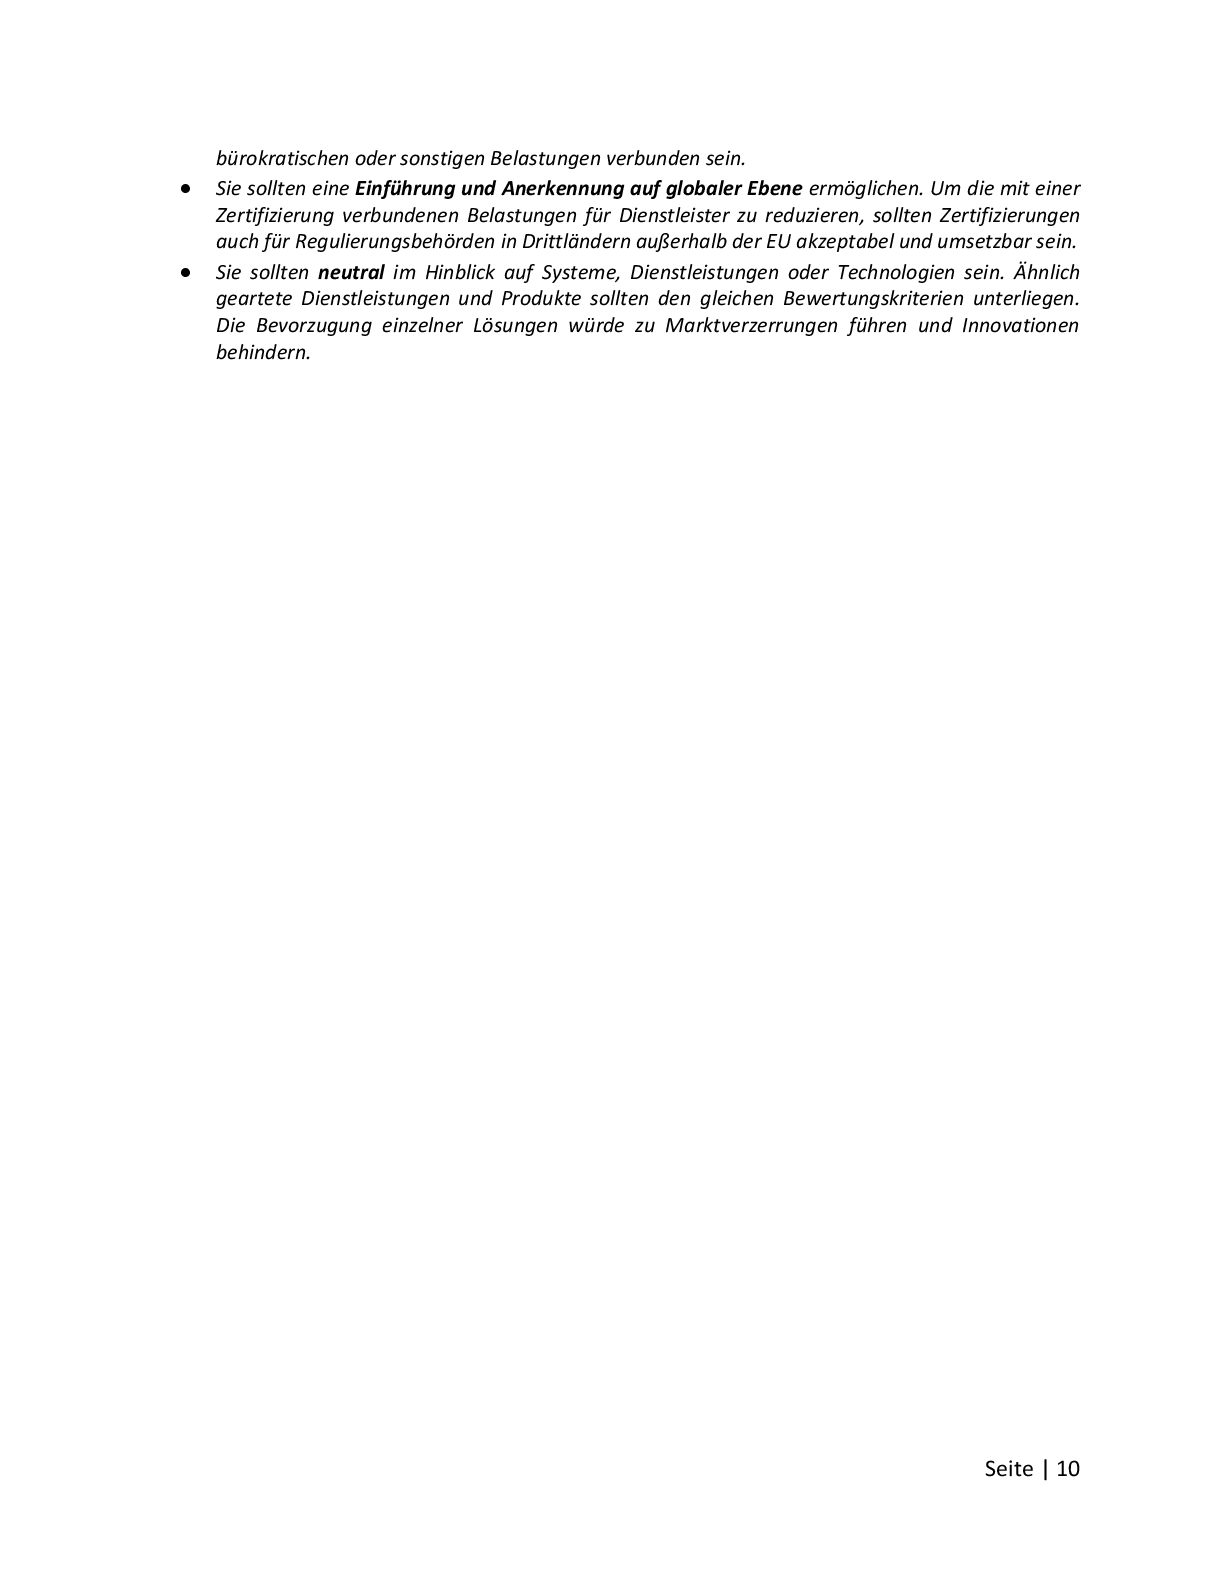 bürokratischen oder sonstigen Belastungen verbunden sein.
• Sie sollten eine Einführung und Anerkennung auf globaler Ebene ermöglichen. Um die mit einer
Zertifizierung verbundenen Belastungen für Dienstleister zu reduzieren, sollten Zertifizierungen
auch für Regulierungsbehörden in Drittländern außerhalb der EU akzeptabel und umsetzbar sein.
• Sie sollten neutral im Hinblick auf Systeme, Dienstleistungen oder Technologien sein. Ähnlich
geartete Dienstleistungen und Produkte sollten den gleichen Bewertungskriterien unterliegen.
Die Bevorzugung einzelner Lösungen würde zu Marktverzerrungen führen und Innovationen
behindern.
Seite | 10